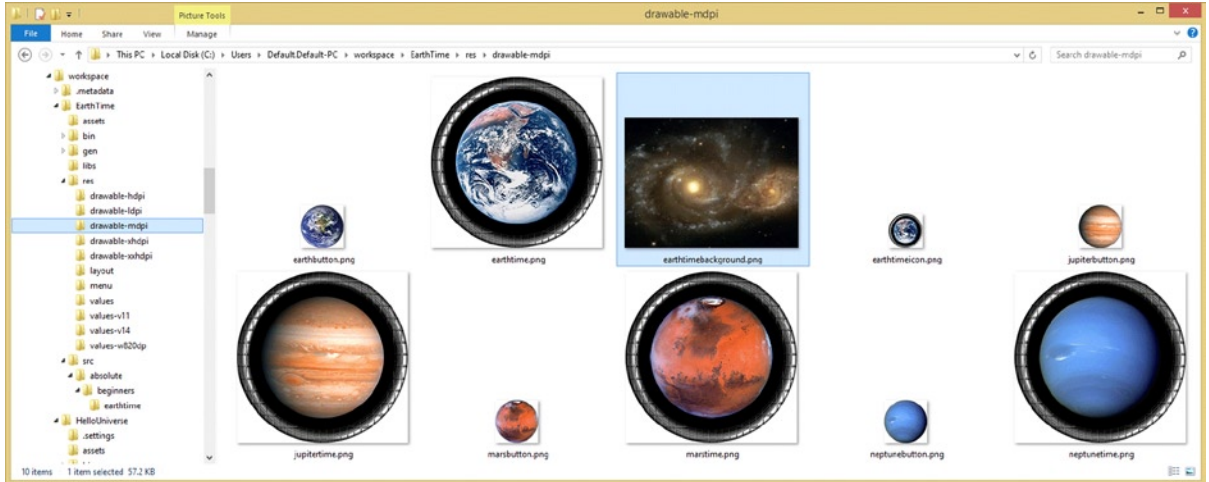 Picture Tools
drawable-mdpi
File Home Share View Manage
This PC Local Disk (C:) Users Default.Default-PC workspace EarthTime res drawable-mdpi
Search drawable-mdpi
workspace
.metadata
EarthTime
assets
bin
gen
libs
res
drawable-hdpi
drawable-ldpi
drawable-mdpi
drawable-xhdpi
drawable-xxhdpi
layout
menu
values
values-v11
values-v14
values-w820dp
src
absolute
beginners
earthtime
HelloUniverse
.settings
assets
earthbutton.png earthtime.png earthtimebackground.png earthtimeicon.png jupiterbutton.png
jupitertime.png marsbutton.png marstime.png neptunebutton.png neptunetime.png
10 items 1 item selected 57.2 KB